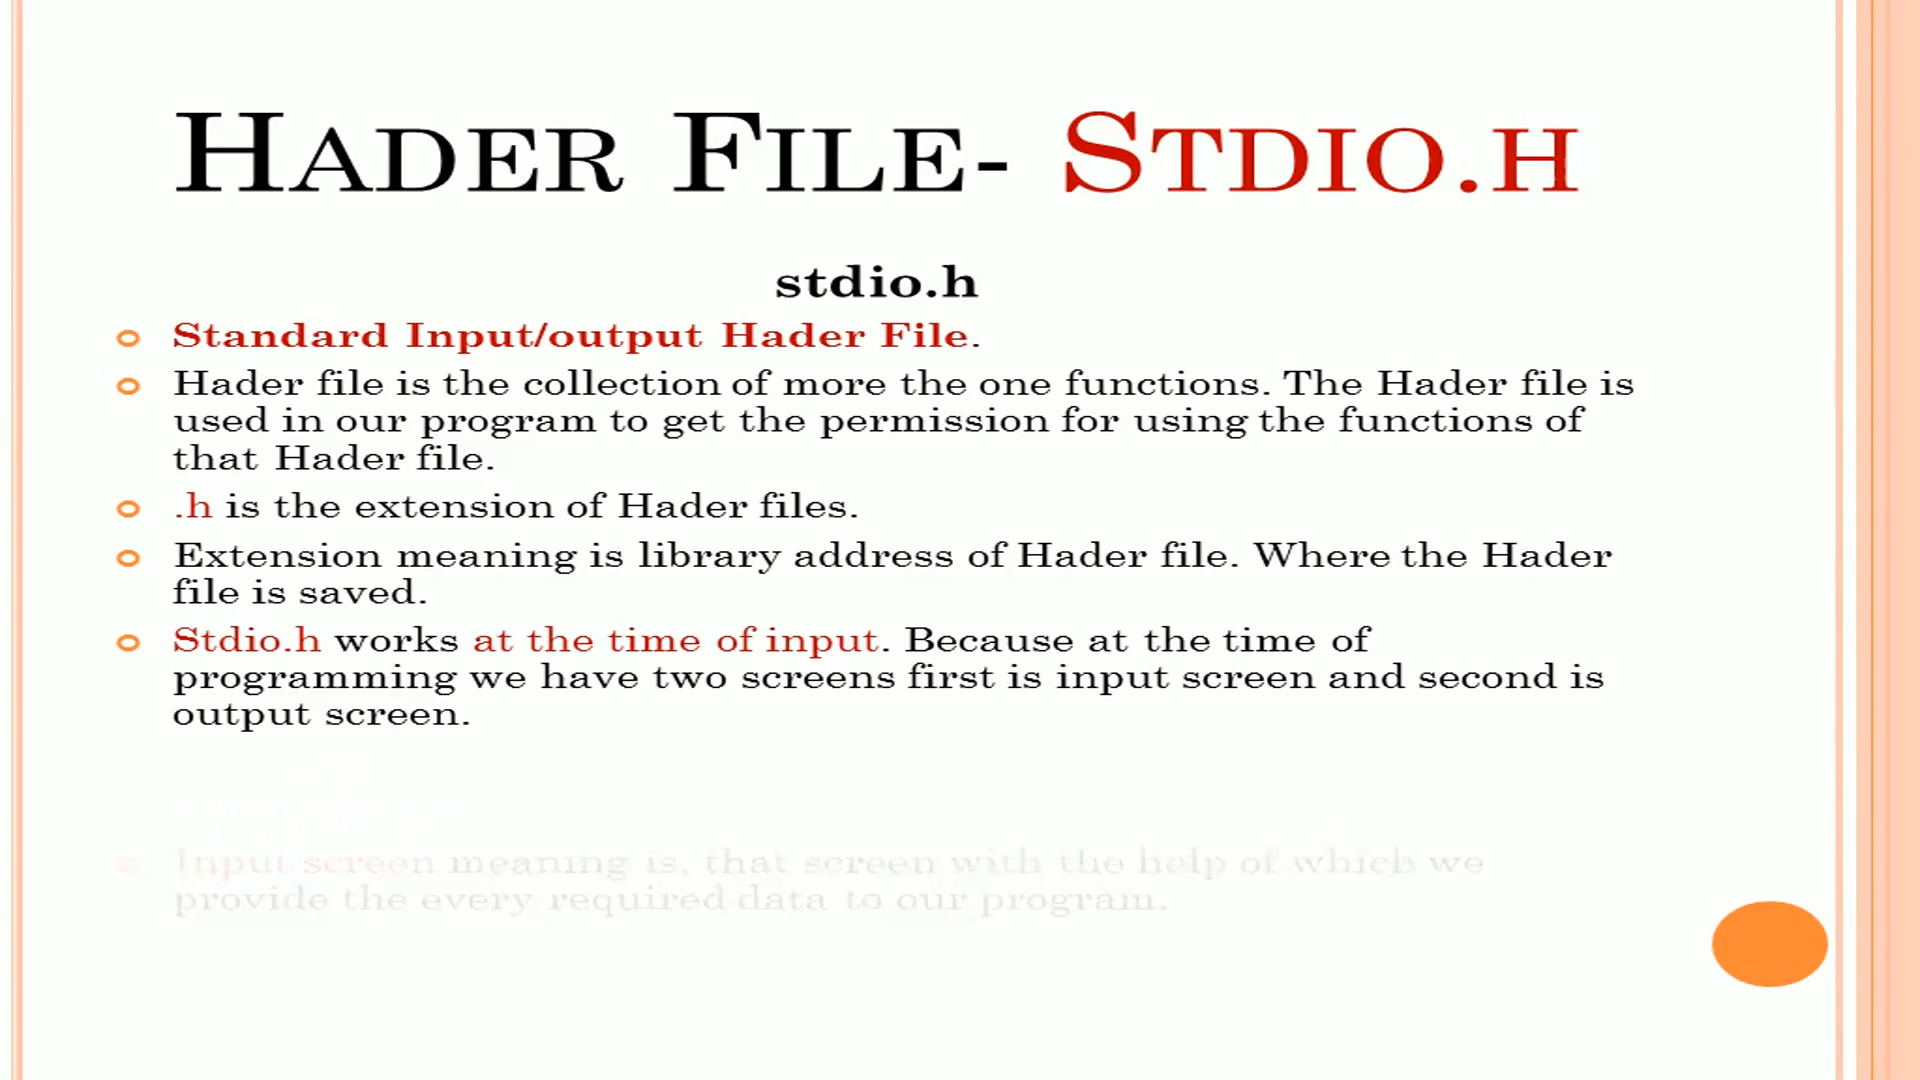 HADER FILE- STDIO.H
stdio.h
Standard Input/output Hader File.
Hader file is the collection of more the one functions. The Hader file is
used in our program to get the permission for using the functions of
that Hader file.
.h is the extension of Hader files.
Extension meaning is library address of Hader file. Where the Hader
file is saved.
Stdio.h works at the time of input. Because at the time of
programming we have two screens first is input screen and second is
output screen.
Input screen meaning is, that screen with the help of which we
provide the every required data to our program.